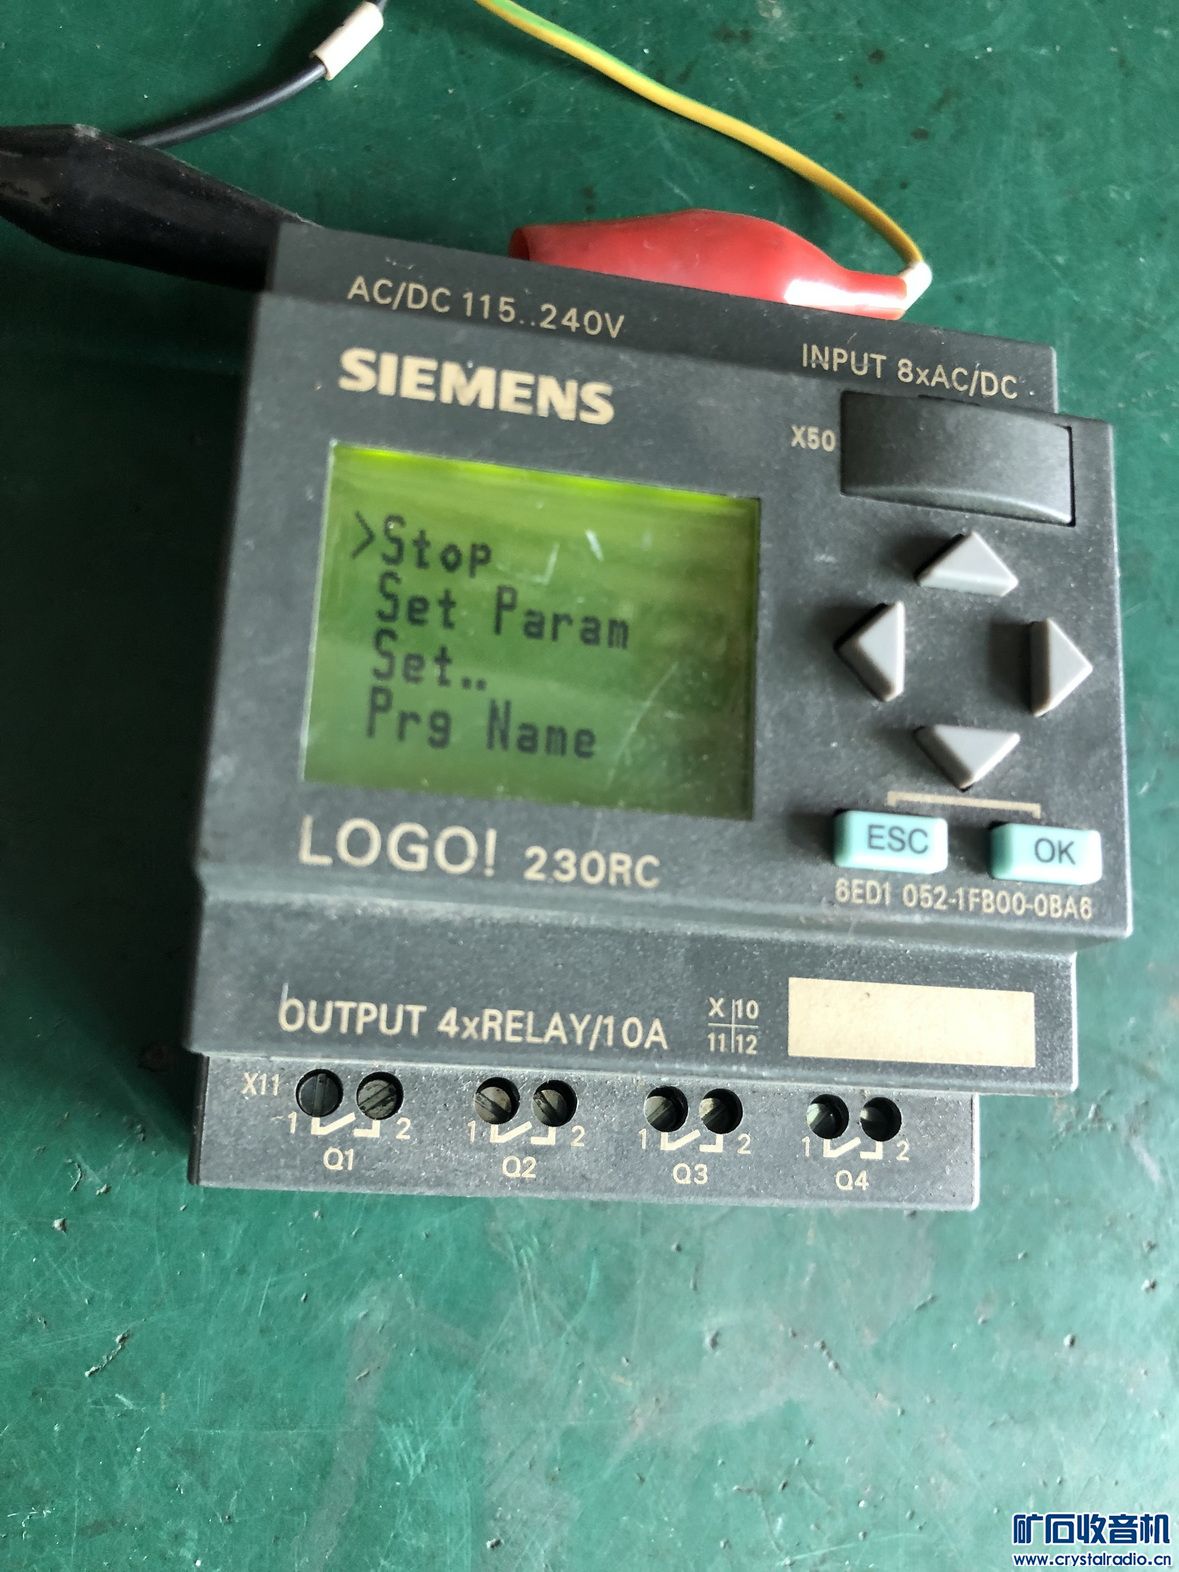 AC/DC 115..240V
INPUT 8xAC/DC
SIEMENS
X50
>Stop
Set Param
Set..
Prg Name
LOGO! 230RC
ESC
OK
6ED1 052-1FB00-0BA6
OUTPUT 4xRELAY/10A
X 10
11 12
X11
1 2 1 2 1 2 1 2
Q1 Q2 Q3 Q4
矿石收音机
www.crystalradio.cn